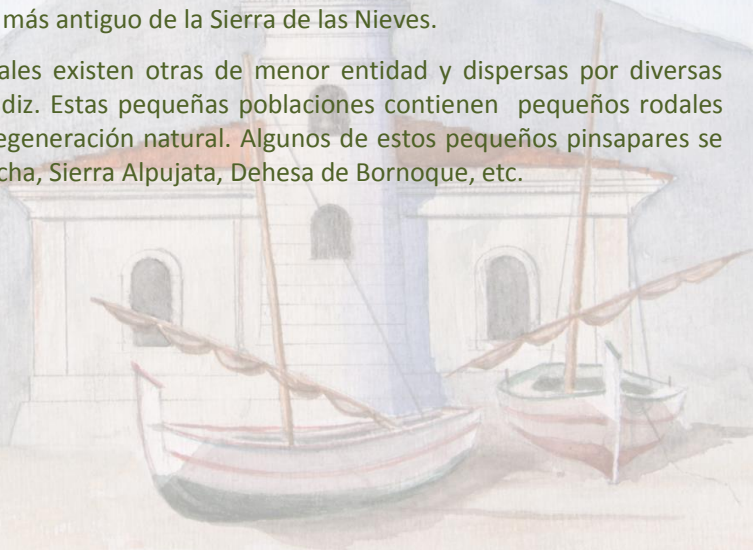 más antiguo de la Sierra de las Nieves.
ales existen otras de menor entidad y dispersas por diversas
diz. Estas pequeñas poblaciones contienen pequeños rodales
egeneración natural. Algunos de estos pequeños pinsapares se
cha, Sierra Alpujata, Dehesa de Bornoque, etc.